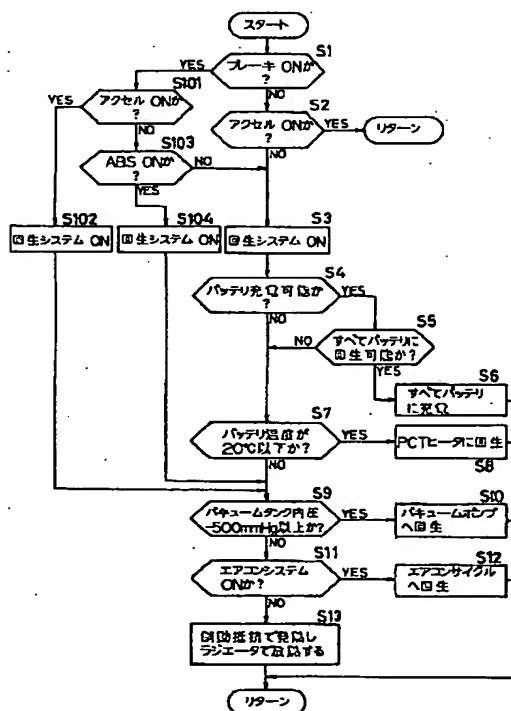 スタート
S1
ブレーキ ONか
?
YES
NO
S101
アクセル ONか
?
YES
NO
S2
アクセル ONか
?
YES
リターン
NO
S103
ABS ONか
?
NO
YES
S102
回生システム ON
S104
回生システム ON
S3
回生システム ON
S4
バッテリ充電可能か
?
YES
NO
S5
すべてバッテリに
回生可能か?
NO
YES
S6
すべてバッテリ
に充電
S7
バッテリ温度が
20℃以下か?
YES
NO
PCTヒータに回生
S8
S9
バキュームタンク内圧
-500mmHg以上か?
YES
NO
S10
バキュームポンプ
へ回生
S11
エアコンシステム
ONか?
YES
NO
S12
エアコンサイクル
へ回生
S13
制動抵抗で発熱し
ラジエータで放熱する
リターン